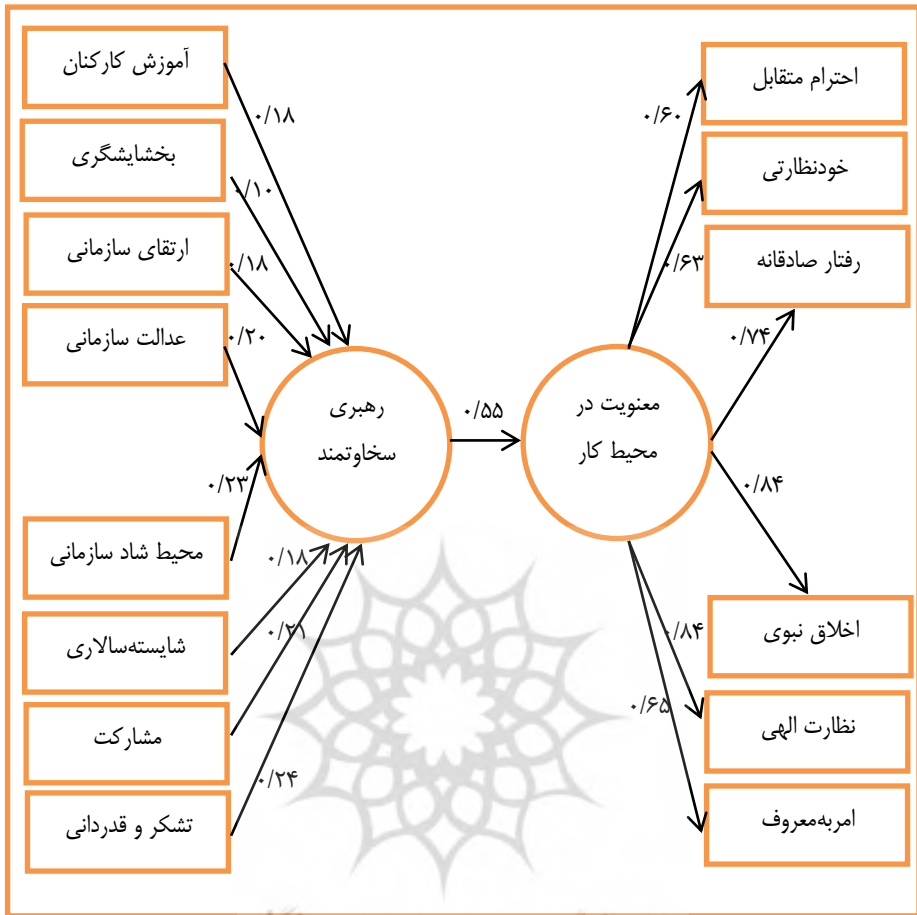 آموزش کارکنان
بخشایشگری
ارتقای سازمانی
عدالت سازمانی
محیط شاد سازمانی
شایسته‌سالاری
مشارکت
تشکر و قدردانی
۰/۱۸
۰/۱۰
۰/۱۸
۰/۲۰
۰/۲۳
۰/۱۸
۰/۲۱
۰/۲۴
رهبری
سخاوتمند
۰/۵۵
معنویت در
محیط کار
۰/۶۰
۰/۶۳
۰/۷۴
۰/۸۴
۰/۸۴
۰/۶۵
احترام متقابل
خودنظارتی
رفتار صادقانه
اخلاق نبوی
نظارت الهی
امربه‌معروف